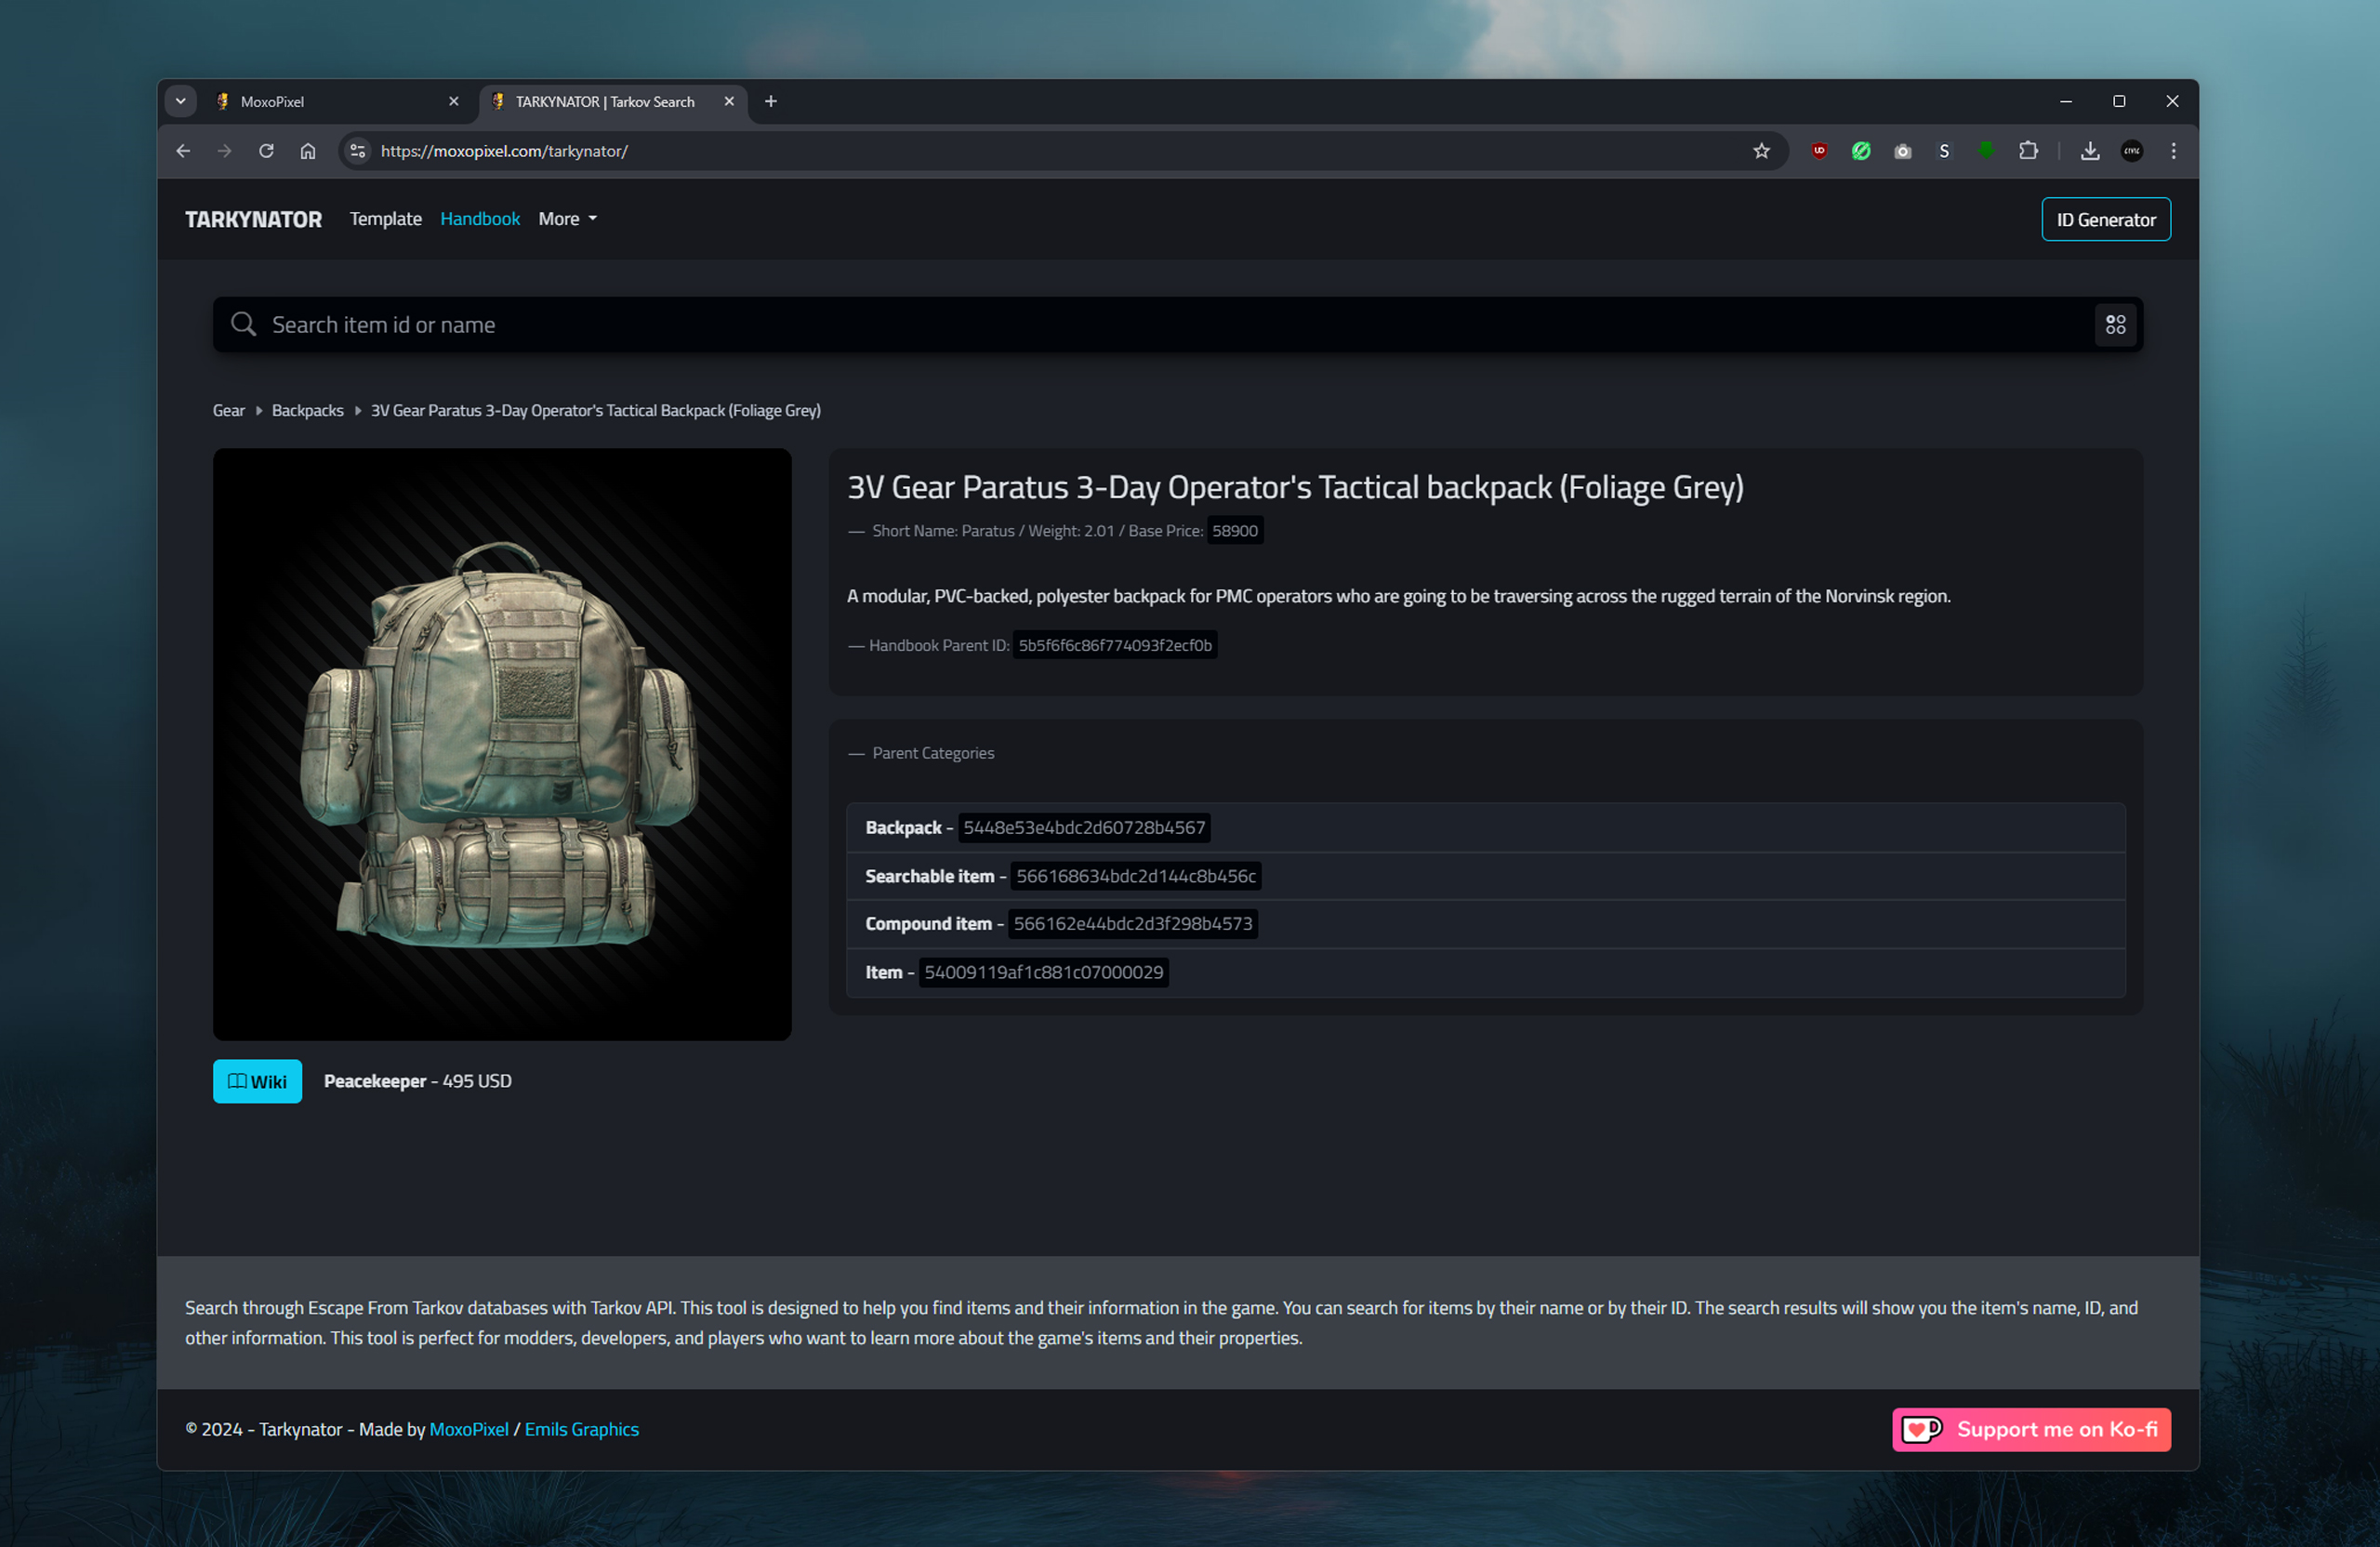 MoxoPixel
TARKYNATOR | Tarkov Search
https://moxopixel.com/tarkynator/
UO
S
CIVIC
TARKYNATOR
Template
Handbook
More
ID Generator
Search item id or name
Gear
Backpacks
3V Gear Paratus 3-Day Operator's Tactical Backpack (Foliage Grey)
3V Gear Paratus 3-Day Operator's Tactical backpack (Foliage Grey)
— Short Name: Paratus / Weight: 2.01 / Base Price: 58900
A modular, PVC-backed, polyester backpack for PMC operators who are going to be traversing across the rugged terrain of the Norvinsk region.
— Handbook Parent ID: 5b5f6f6c86f774093f2ecf0b
— Parent Categories
Backpack - 5448e53e4bdc2d60728b4567
Searchable item - 566168634bdc2d144c8b456c
Compound item - 566162e44bdc2d3f298b4573
Item - 54009119af1c881c07000029
Wiki
Peacekeeper - 495 USD
Search through Escape From Tarkov databases with Tarkov API. This tool is designed to help you find items and their information in the game. You can search for items by their name or by their ID. The search results will show you the item's name, ID, and
other information. This tool is perfect for modders, developers, and players who want to learn more about the game's items and their properties.
© 2024 - Tarkynator - Made by MoxoPixel / Emils Graphics
Support me on Ko-fi